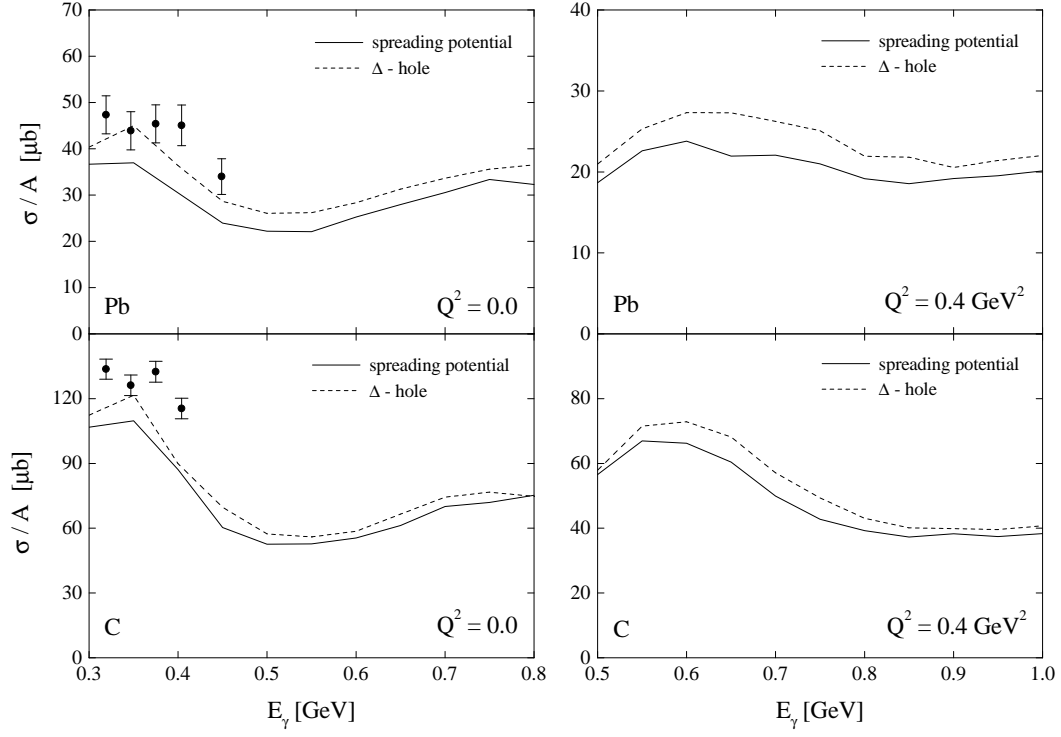 70
60
50
40
30
20
10
0
σ / A [μb]
spreading potential
Δ - hole
Pb
Q² = 0.0
40
30
20
10
0
spreading potential
Δ - hole
Pb
Q² = 0.4 GeV²
120
90
60
30
0
σ / A [μb]
spreading potential
Δ - hole
C
Q² = 0.0
0.3 0.4 0.5 0.6 0.7 0.8
E_γ [GeV]
80
60
40
20
0
spreading potential
Δ - hole
C
Q² = 0.4 GeV²
0.5 0.6 0.7 0.8 0.9 1.0
E_γ [GeV]